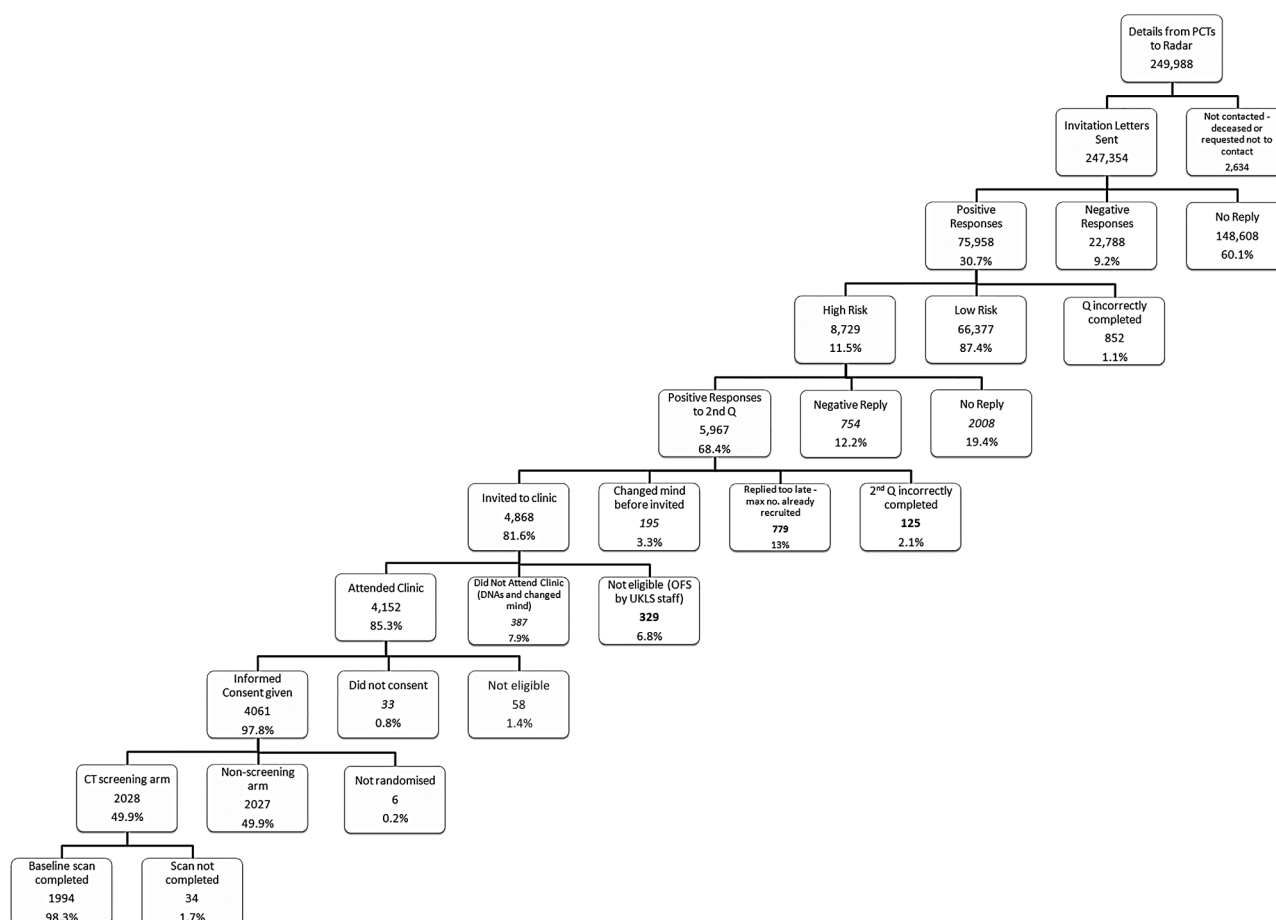 Details from PCTs
to Radar
249,988
Invitation Letters
Sent
247,354
Not contacted -
deceased or
requested not to
contact
2,634
Positive
Responses
75,958
30.7%
Negative
Responses
22,788
9.2%
No Reply
148,608
60.1%
High Risk
8,729
11.5%
Low Risk
66,377
87.4%
Q incorrectly
completed
852
1.1%
Positive Responses
to 2nd Q
5,967
68.4%
Negative Reply
754
12.2%
No Reply
2008
19.4%
Invited to clinic
4,868
81.6%
Changed mind
before invited
195
3.3%
Replied too late -
max no. already
recruited
779
13%
2nd Q incorrectly
completed
125
2.1%
Attended Clinic
4,152
85.3%
Did Not Attend Clinic
(DNAs and changed
mind)
387
7.9%
Not eligible (OFS
by UKLS staff)
329
6.8%
Informed
Consent given
4061
97.8%
Did not consent
33
0.8%
Not eligible
58
1.4%
CT screening arm
2028
49.9%
Non-screening
arm
2027
49.9%
Not randomised
6
0.2%
Baseline scan
completed
1994
98.3%
Scan not
completed
34
1.7%